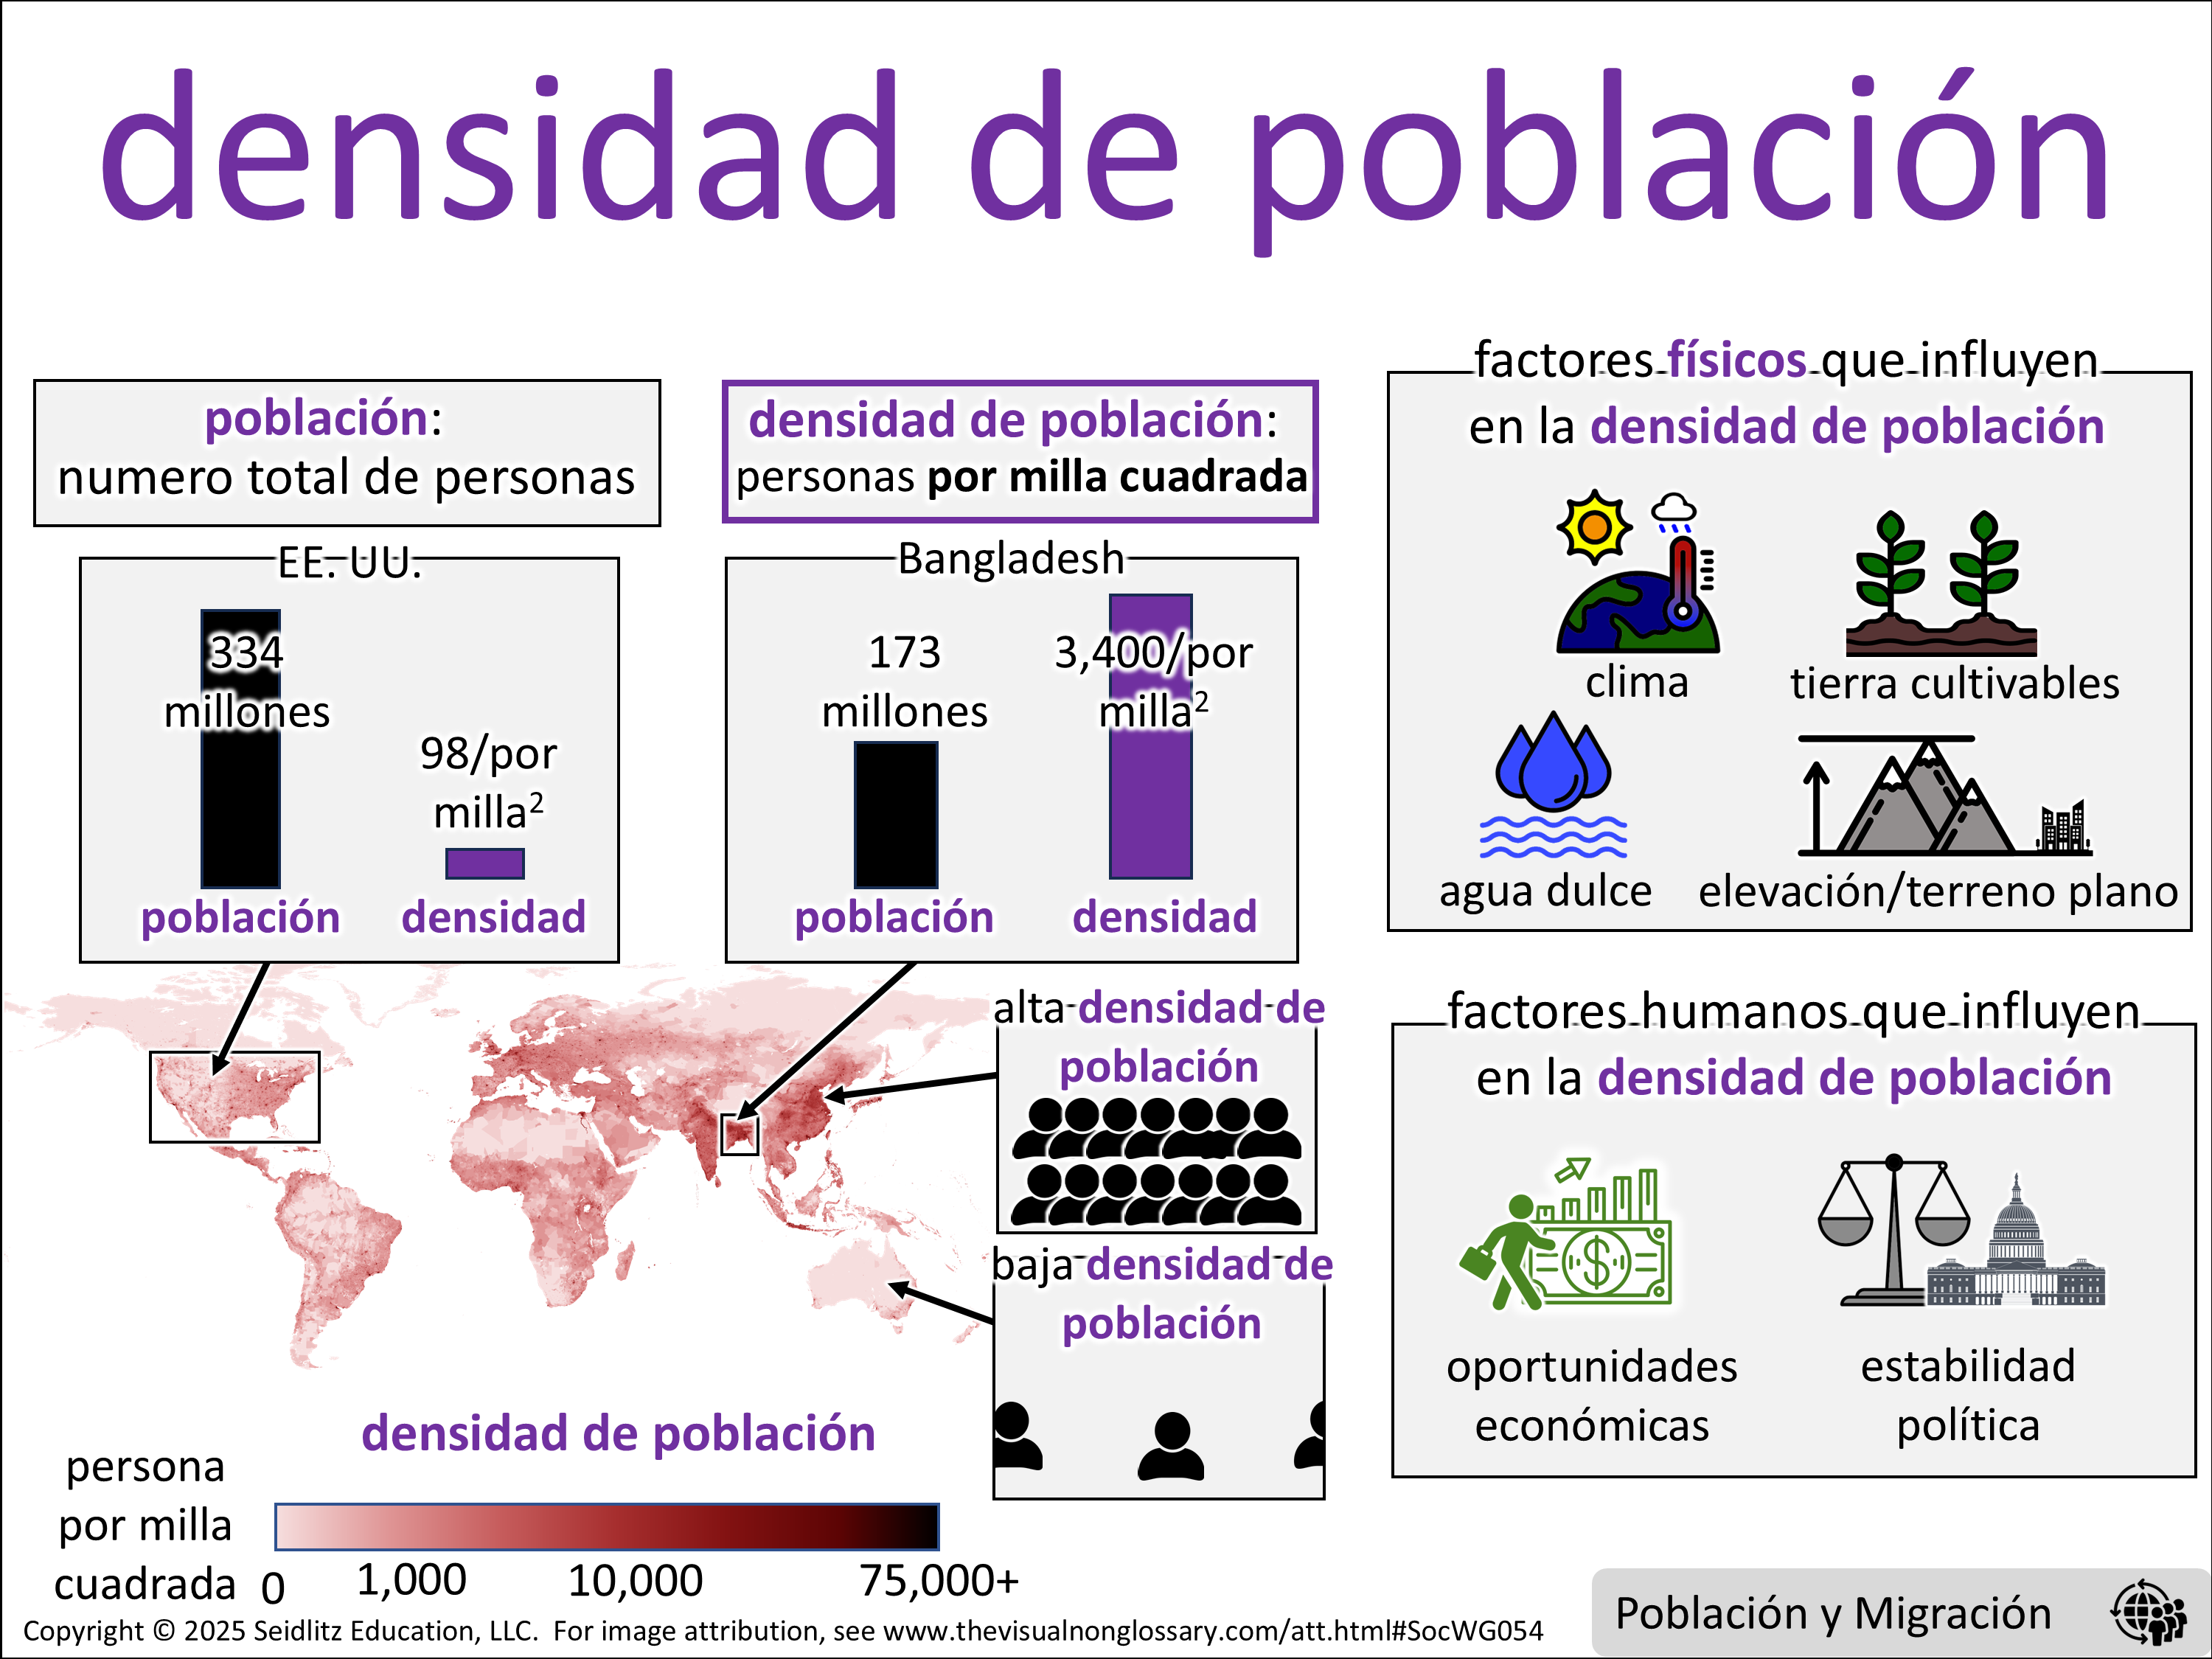 densidad de población
población:
numero total de personas
densidad de población:
personas por milla cuadrada
EE. UU.
334
millones
98/por
milla²
población
densidad
Bangladesh
173
millones
3,400/por
milla²
población
densidad
factores físicos que influyen
en la densidad de población
clima
tierra cultivables
agua dulce
elevación/terreno plano
alta densidad de
población
baja densidad de
población
factores humanos que influyen
en la densidad de población
oportunidades
económicas
estabilidad
política
densidad de población
persona
por milla
cuadrada
0
1,000
10,000
75,000+
Copyright © 2025 Seidlitz Education, LLC. For image attribution, see www.thevisualnonglossary.com/att.html#SocWG054
Población y Migración